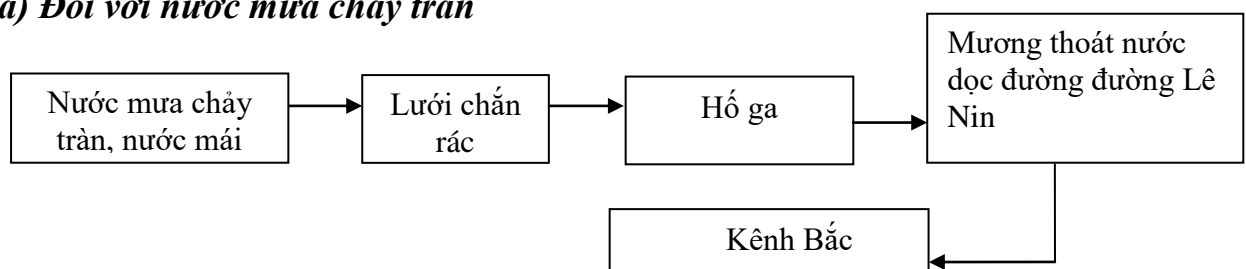 a) Đối với nước mưa chảy tràn
Nước mưa chảy
tràn, nước mái
Lưới chắn
rác
Hố ga
Mương thoát nước
dọc đường đường Lê
Nin
Kênh Bắc